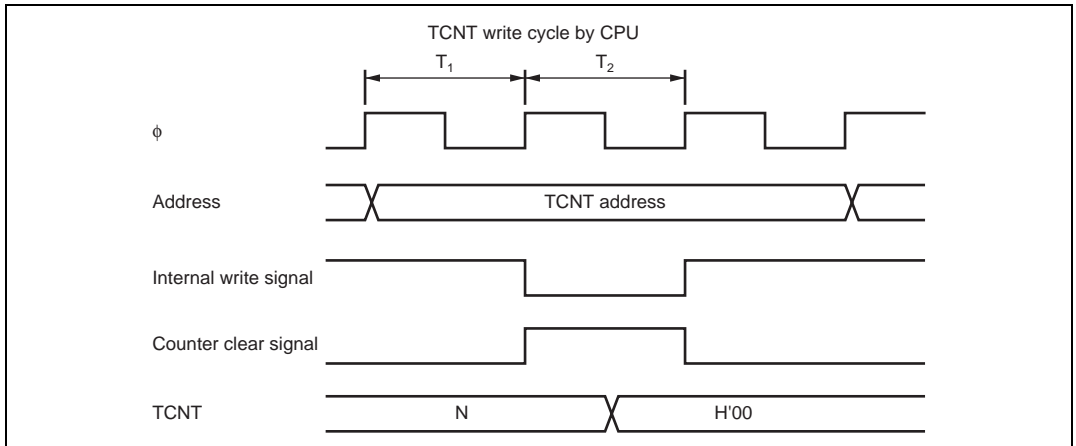 TCNT write cycle by CPU
T1 T2
ϕ
Address TCNT address
Internal write signal
Counter clear signal
TCNT N H'00